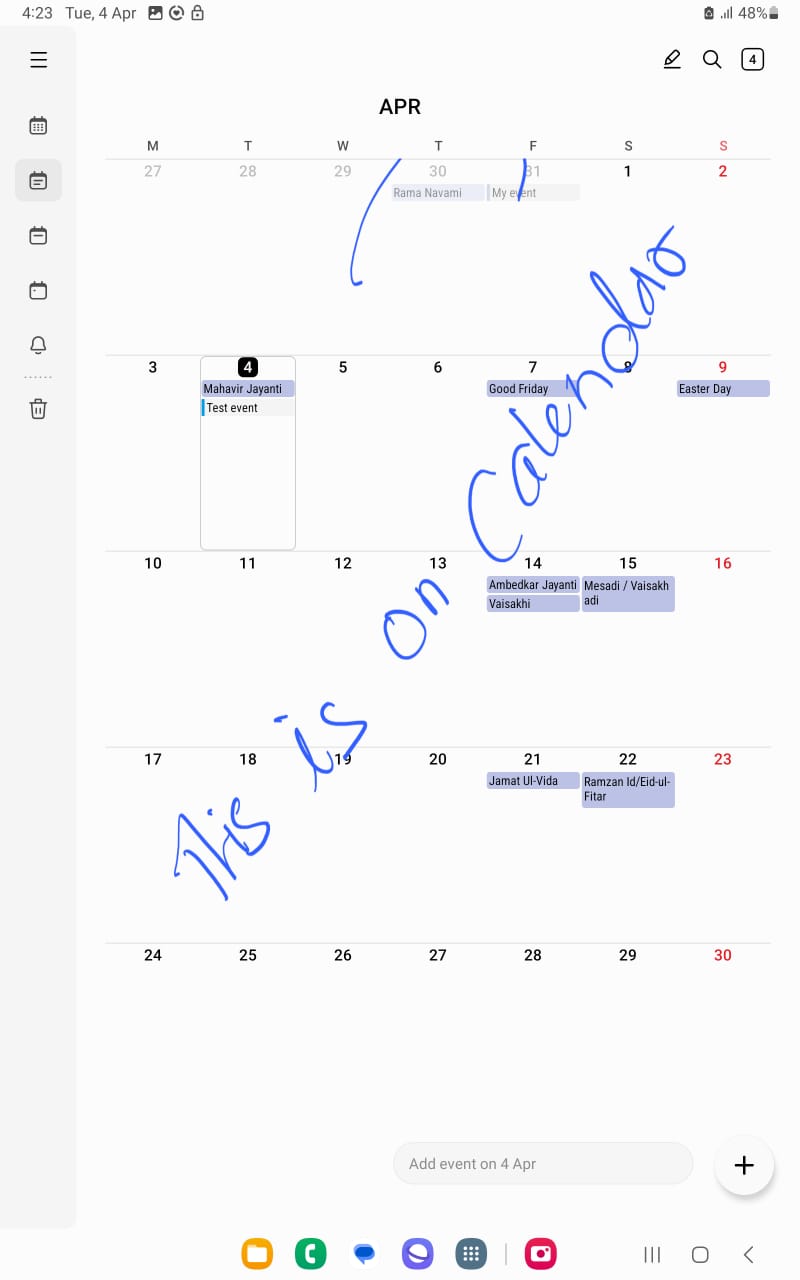 4:23 Tue, 4 Apr 48%
4
APR
M T W T F S S
27 28 29 30 31 1 2
Rama Navami My event
3 4 5 6 7 8 9
Mahavir Jayanti Good Friday Easter Day
Test event
10 11 12 13 14 15 16
Ambedkar Jayanti Mesadi / Vaisakh
Vaisakhi adi
17 18 19 20 21 22 23
Jamat Ul-Vida Ramzan Id/Eid-ul-
Fitar
24 25 26 27 28 29 30
This is on Calendar
Add event on 4 Apr